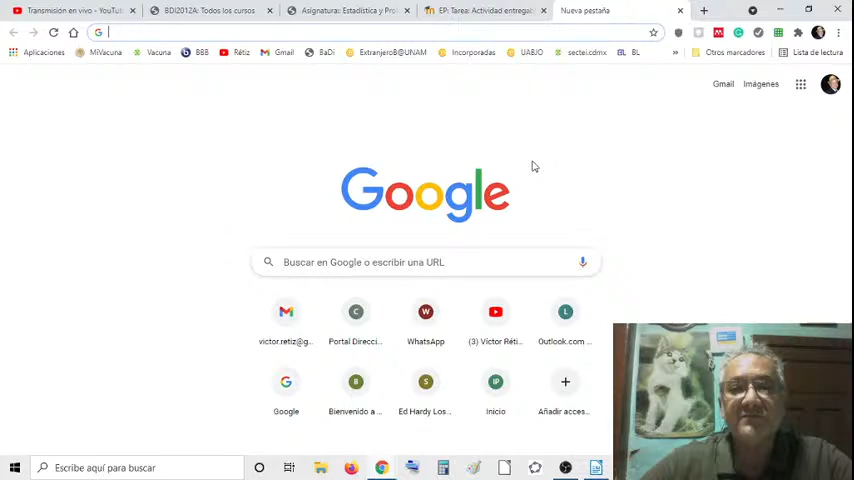 Transmisión en vivo - YouTub
BDI2012A: Todos los cursos
Asignatura: Estadística y Pro
EP: Tarea: Actividad entregab
Nueva pestaña
Aplicaciones
MiVacuna
Vacuna
BBB
Rétiz
Gmail
BaDi
ExtranjeroB@UNAM
Incorporadas
UABJO
sectei.cdmx
BL
»
Otros marcadores
Lista de lectura
Gmail
Imágenes
Google
Buscar en Google o escribir una URL
victor.retiz@g...
Portal Direcci...
WhatsApp
(3) Víctor Réti...
Outlook.com ...
Google
Bienvenido a ...
Ed Hardy Los...
Inicio
Añadir acces...
Escribe aquí para buscar